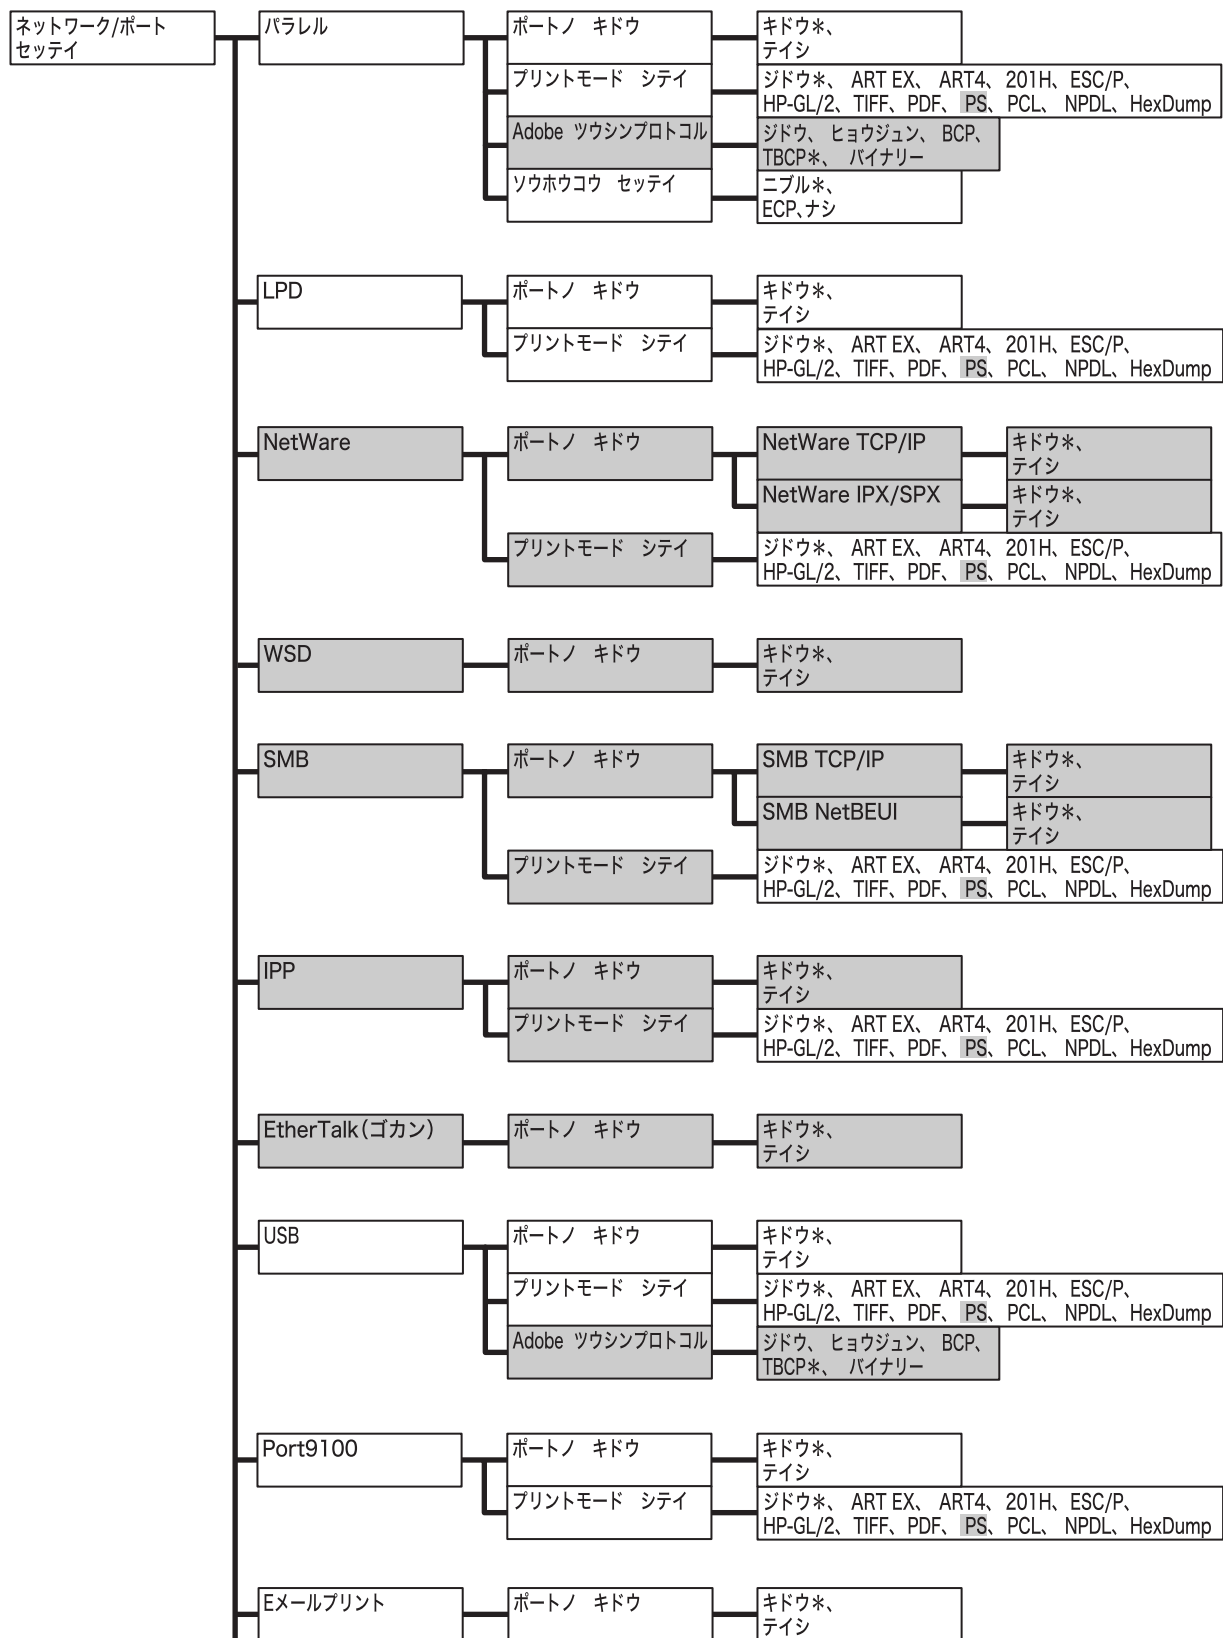 ネットワーク/ポート
セッテイ
パラレル
ポートノ キドウ
キドウ*、
テイシ
プリントモード シテイ
ジドウ*、 ART EX、 ART4、 201H、ESC/P、
HP-GL/2、TIFF、PDF、 PS、 PCL、 NPDL、HexDump
Adobe ツウシンプロトコル
ジドウ、 ヒョウジュン、 BCP、
TBCP*、 バイナリー
ソウホウコウ セッテイ
ニブル*、
ECP、ナシ
LPD
ポートノ キドウ
キドウ*、
テイシ
プリントモード シテイ
ジドウ*、 ART EX、 ART4、 201H、ESC/P、
HP-GL/2、TIFF、PDF、 PS、 PCL、 NPDL、HexDump
NetWare
ポートノ キドウ
NetWare TCP/IP
キドウ*、
テイシ
NetWare IPX/SPX
キドウ*、
テイシ
プリントモード シテイ
ジドウ*、 ART EX、 ART4、 201H、ESC/P、
HP-GL/2、TIFF、PDF、 PS、 PCL、 NPDL、HexDump
WSD
ポートノ キドウ
キドウ*、
テイシ
SMB
ポートノ キドウ
SMB TCP/IP
キドウ*、
テイシ
SMB NetBEUI
キドウ*、
テイシ
プリントモード シテイ
ジドウ*、 ART EX、 ART4、 201H、ESC/P、
HP-GL/2、TIFF、PDF、 PS、 PCL、 NPDL、HexDump
IPP
ポートノ キドウ
キドウ*、
テイシ
プリントモード シテイ
ジドウ*、 ART EX、 ART4、 201H、ESC/P、
HP-GL/2、TIFF、PDF、 PS、 PCL、 NPDL、HexDump
EtherTalk(ゴカン)
ポートノ キドウ
キドウ*、
テイシ
USB
ポートノ キドウ
キドウ*、
テイシ
プリントモード シテイ
ジドウ*、 ART EX、 ART4、 201H、ESC/P、
HP-GL/2、TIFF、PDF、 PS、 PCL、 NPDL、HexDump
Adobe ツウシンプロトコル
ジドウ、 ヒョウジュン、 BCP、
TBCP*、 バイナリー
Port9100
ポートノ キドウ
キドウ*、
テイシ
プリントモード シテイ
ジドウ*、 ART EX、 ART4、 201H、ESC/P、
HP-GL/2、TIFF、PDF、 PS、 PCL、 NPDL、HexDump
Eメールプリント
ポートノ キドウ
キドウ*、
テイシ